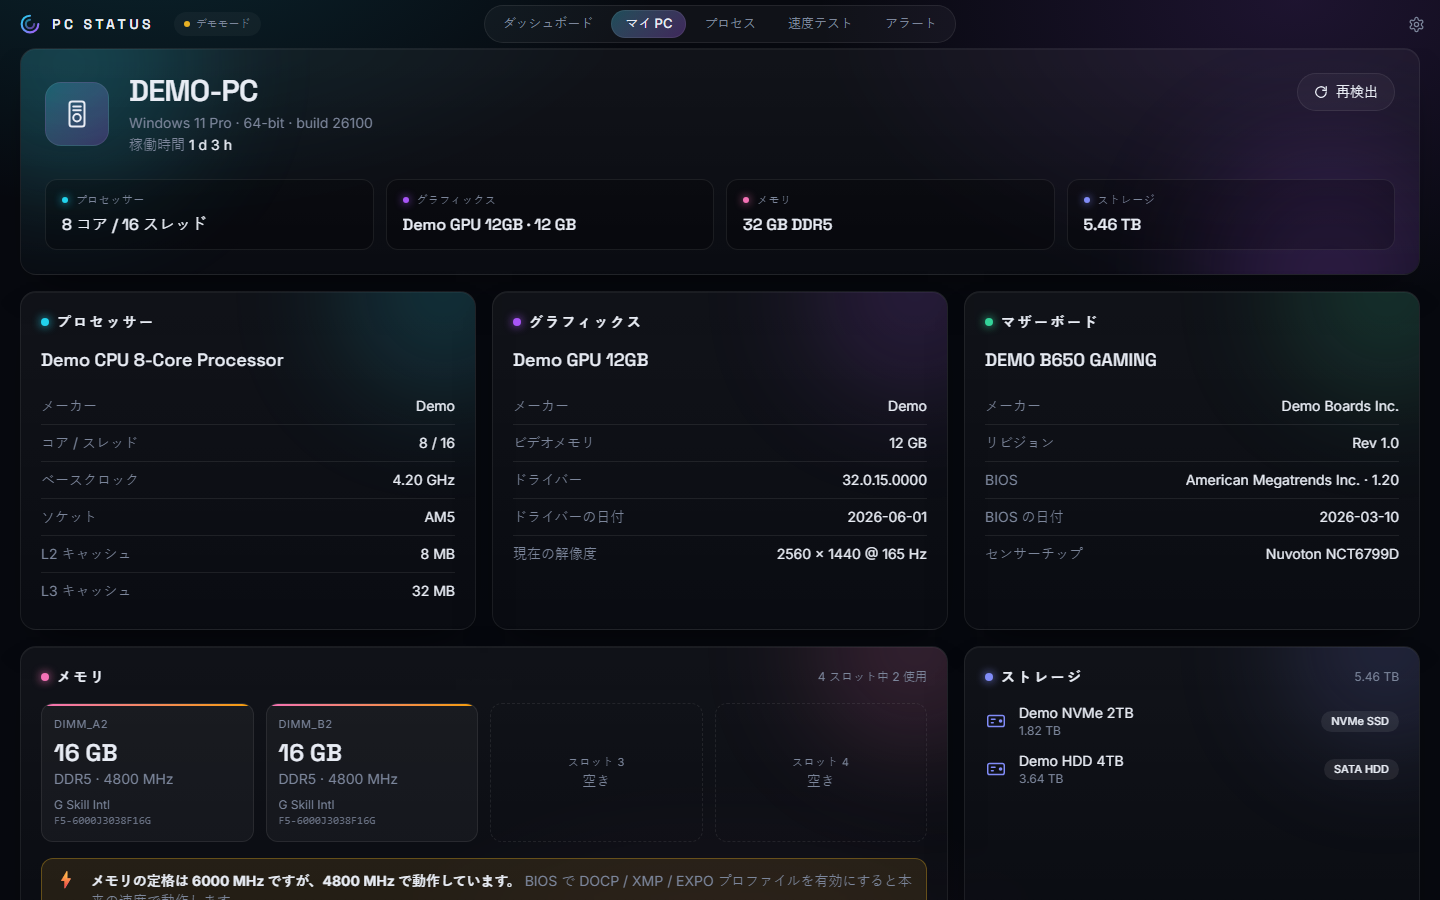 PC STATUS
デモモード
ダッシュボード
マイ PC
プロセス
速度テスト
アラート
DEMO-PC
Windows 11 Pro · 64-bit · build 26100
稼働時間 1 d 3 h
再検出
プロセッサー
8 コア / 16 スレッド
グラフィックス
Demo GPU 12GB · 12 GB
メモリ
32 GB DDR5
ストレージ
5.46 TB
プロセッサー
Demo CPU 8-Core Processor
メーカー Demo
コア / スレッド 8 / 16
ベースクロック 4.20 GHz
ソケット AM5
L2 キャッシュ 8 MB
L3 キャッシュ 32 MB
グラフィックス
Demo GPU 12GB
メーカー Demo
ビデオメモリ 12 GB
ドライバー 32.0.15.0000
ドライバーの日付 2026-06-01
現在の解像度 2560 × 1440 @ 165 Hz
マザーボード
DEMO B650 GAMING
メーカー Demo Boards Inc.
リビジョン Rev 1.0
BIOS American Megatrends Inc. · 1.20
BIOS の日付 2026-03-10
センサーチップ Nuvoton NCT6799D
メモリ
4 スロット中 2 使用
DIMM_A2
16 GB
DDR5 · 4800 MHz
G Skill Intl
F5-6000J3038F16G
DIMM_B2
16 GB
DDR5 · 4800 MHz
G Skill Intl
F5-6000J3038F16G
スロット 3
空き
スロット 4
空き
メモリの定格は 6000 MHz ですが、4800 MHz で動作しています。 BIOS で DOCP / XMP / EXPO プロファイルを有効にすると本
来の速度で動作します。
ストレージ
5.46 TB
Demo NVMe 2TB
1.82 TB
NVMe SSD
Demo HDD 4TB
3.64 TB
SATA HDD